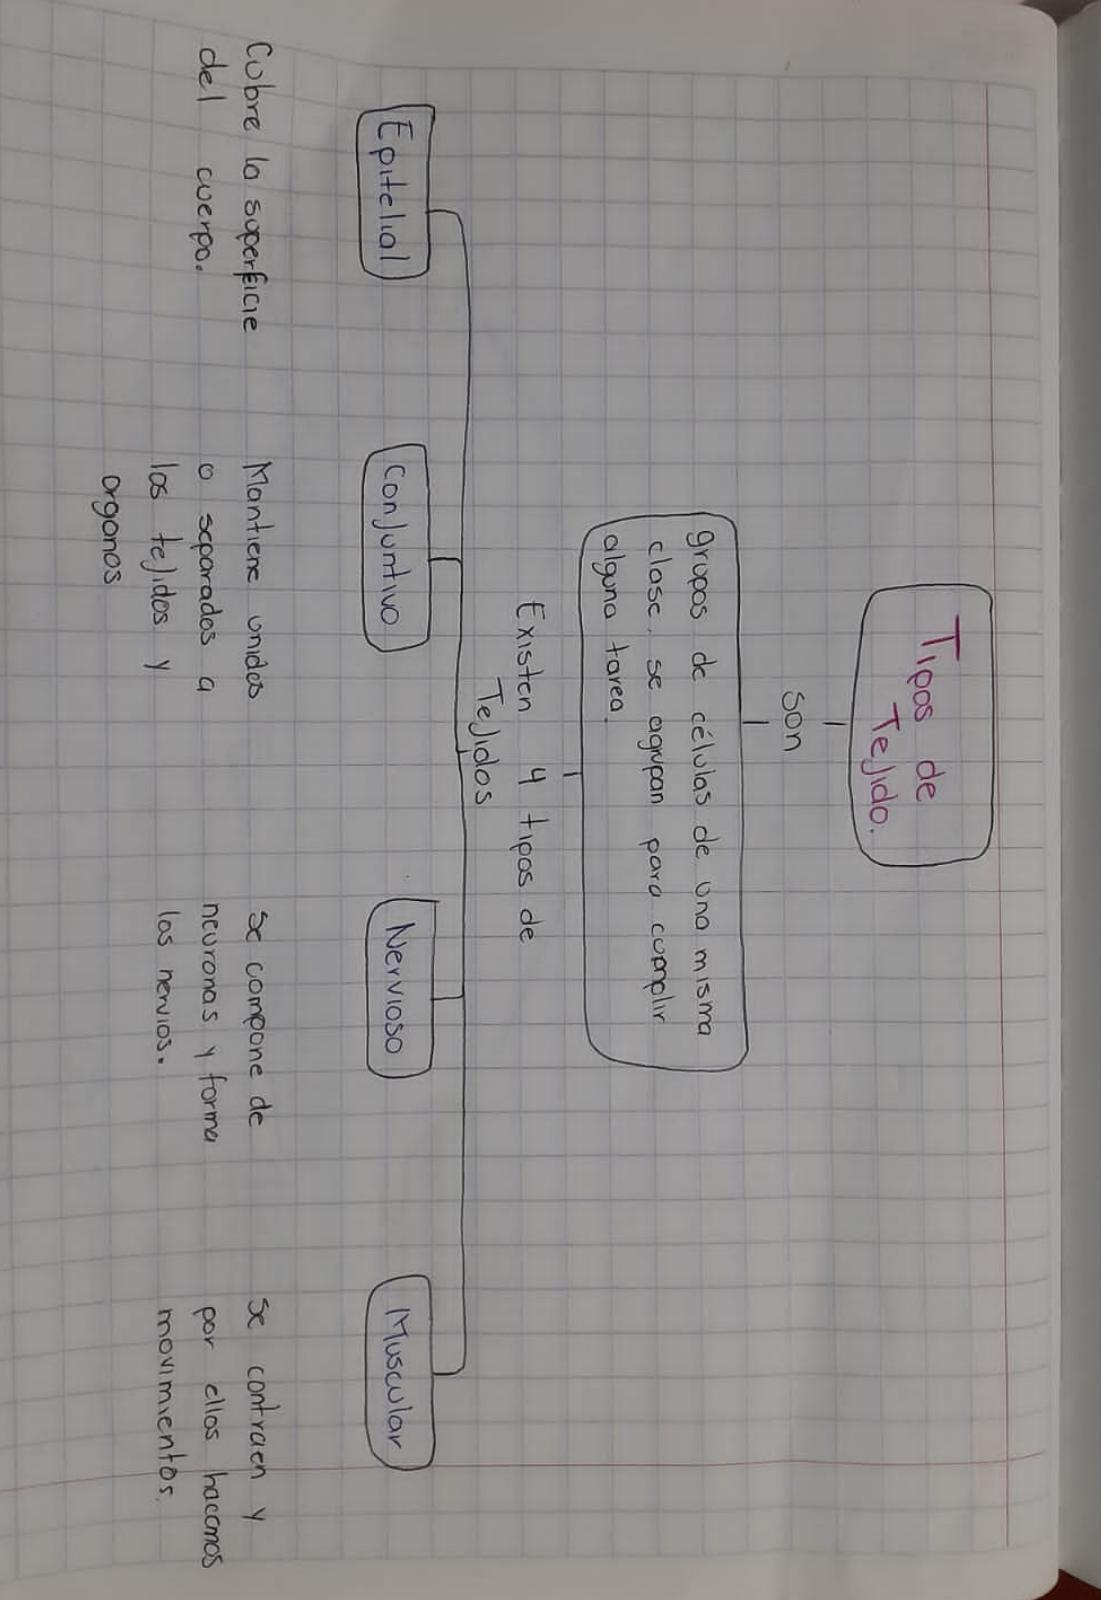 Tipos de
Tejido.
son
grupos de células de una misma
clase, se agrupan para cumplir
alguna tarea.
Existen 4 tipos de
Tejidos
Epitelial
Cubre la superficie
del cuerpo.
Conjuntivo
Mantiene unidos
o separados a
los tejidos y
organos
Nervioso
Se compone de
neuronas y forma
los nervios.
Muscular
Se contraen y
por ellos hacemos
movimientos.